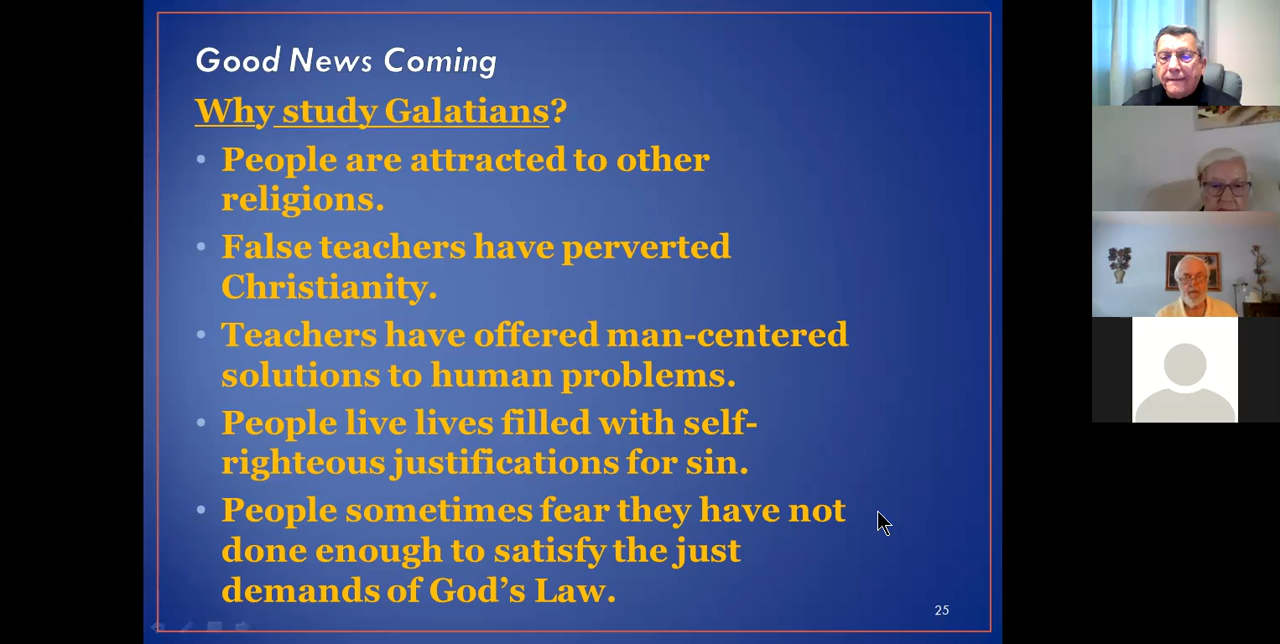 Good News Coming
Why study Galatians?
• People are attracted to other
religions.
• False teachers have perverted
Christianity.
• Teachers have offered man-centered
solutions to human problems.
• People live lives filled with self-
righteous justifications for sin.
• People sometimes fear they have not
done enough to satisfy the just
demands of God’s Law.
25